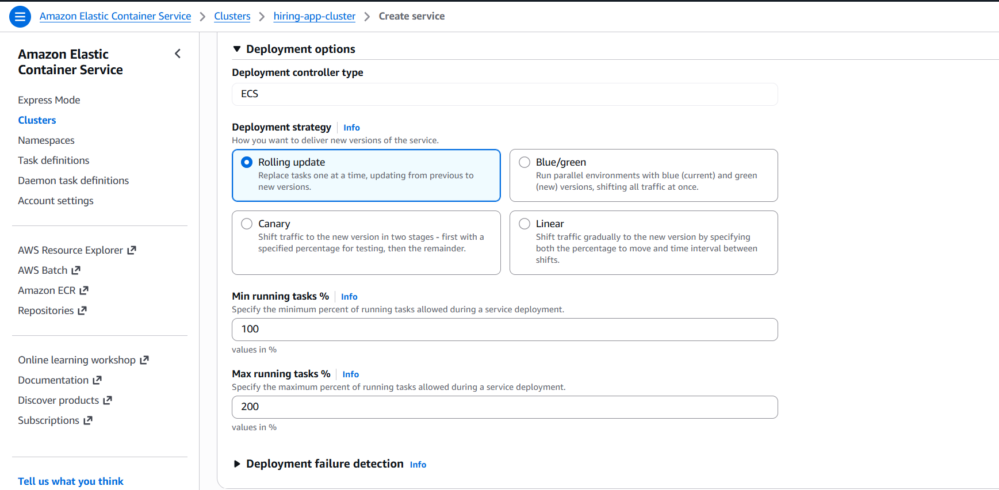 Amazon Elastic Container Service > Clusters > hiring-app-cluster > Create service
Amazon Elastic
Container Service
Express Mode
Clusters
Namespaces
Task definitions
Daemon task definitions
Account settings
AWS Resource Explorer
AWS Batch
Amazon ECR
Repositories
Online learning workshop
Documentation
Discover products
Subscriptions
Tell us what you think
Deployment options
Deployment controller type
ECS
Deployment strategy Info
How you want to deliver new versions of the service.
Rolling update
Replace tasks one at a time, updating from previous to
new versions.
Blue/green
Run parallel environments with blue (current) and green
(new) versions, shifting all traffic at once.
Canary
Shift traffic to the new version in two stages - first with a
specified percentage for testing, then the remainder.
Linear
Shift traffic gradually to the new version by specifying
both the percentage to move and time interval between
shifts.
Min running tasks % Info
Specify the minimum percent of running tasks allowed during a service deployment.
100
values in %
Max running tasks % Info
Specify the maximum percent of running tasks allowed during a service deployment.
200
values in %
Deployment failure detection Info